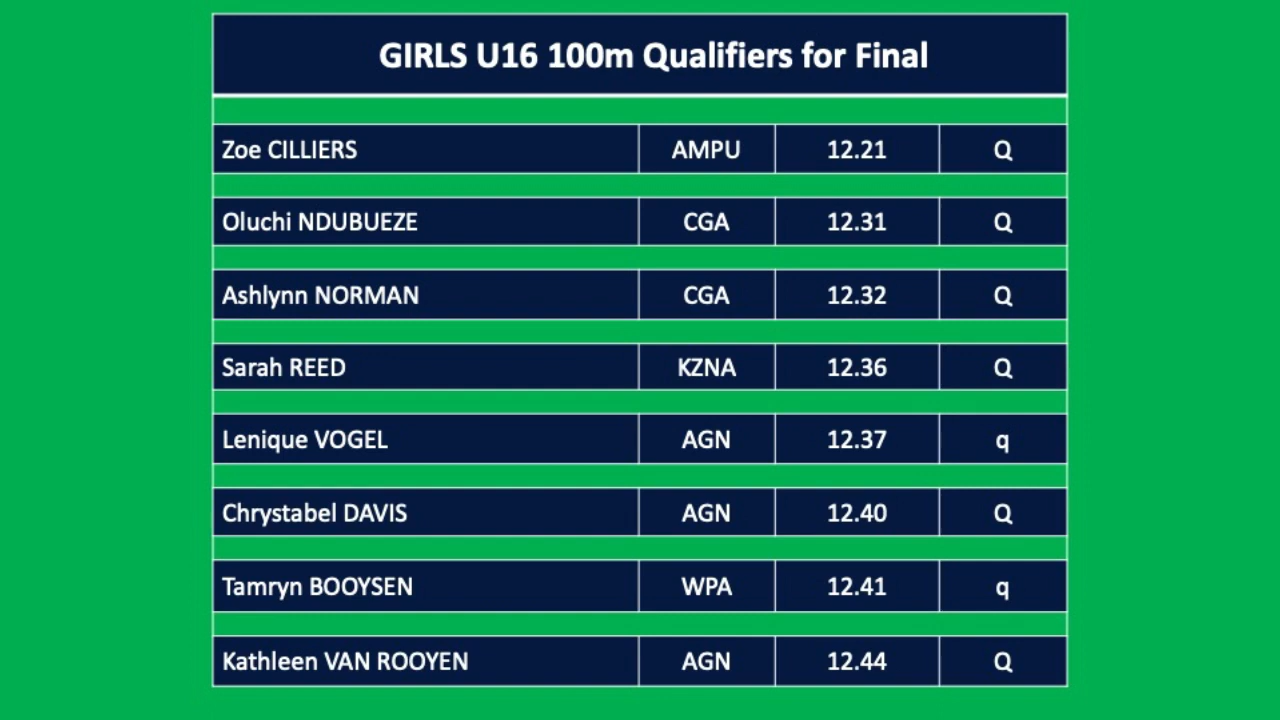 GIRLS U16 100m Qualifiers for Final
Zoe CILLIERS AMPU 12.21 Q
Oluchi NDUBUEZE CGA 12.31 Q
Ashlynn NORMAN CGA 12.32 Q
Sarah REED KZNA 12.36 Q
Lenique VOGEL AGN 12.37 q
Chrystabel DAVIS AGN 12.40 Q
Tamryn BOOYSEN WPA 12.41 q
Kathleen VAN ROOYEN AGN 12.44 Q